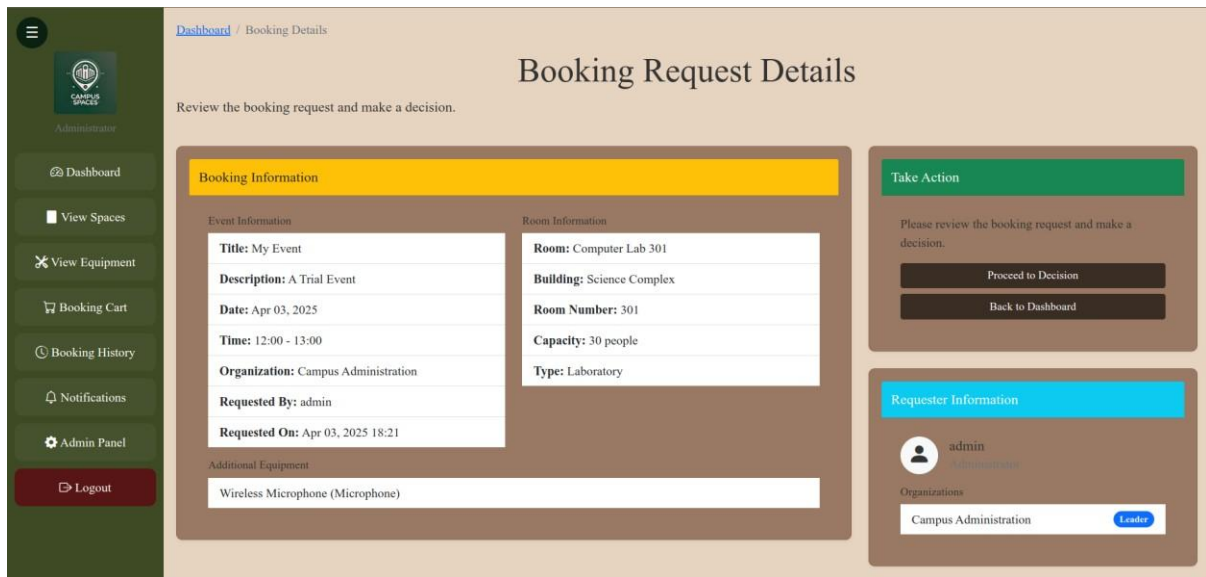 ☰
CAMPUS
SPACES
Administrator
Dashboard
View Spaces
View Equipment
Booking Cart
Booking History
Notifications
Admin Panel
Logout
Dashboard / Booking Details
Booking Request Details
Review the booking request and make a decision.
Booking Information
Event Information
Title: My Event
Description: A Trial Event
Date: Apr 03, 2025
Time: 12:00 - 13:00
Organization: Campus Administration
Requested By: admin
Requested On: Apr 03, 2025 18:21
Room Information
Room: Computer Lab 301
Building: Science Complex
Room Number: 301
Capacity: 30 people
Type: Laboratory
Additional Equipment
Wireless Microphone (Microphone)
Take Action
Please review the booking request and make a
decision.
Proceed to Decision
Back to Dashboard
Requester Information
admin
Administrator
Organizations
Campus Administration
Leader